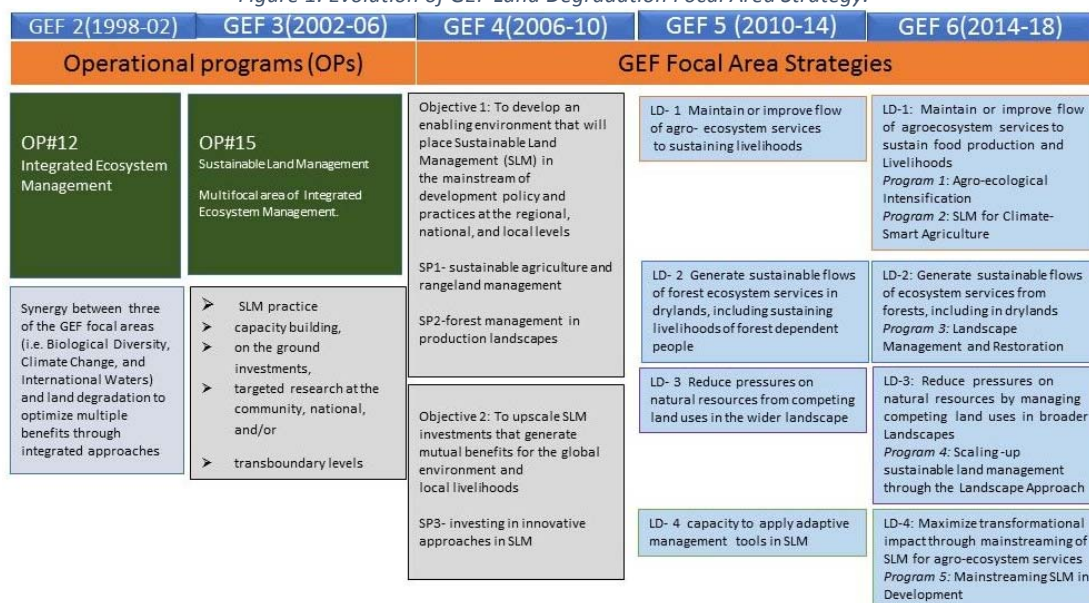 Figure 1: Evolution of GEF Land Degradation Focal Area Strategy.
GEF 2(1998-02)
GEF 3(2002-06)
GEF 4(2006-10)
GEF 5 (2010-14)
GEF 6(2014-18)
Operational programs (OPs)
GEF Focal Area Strategies
OP#12
Integrated Ecosystem
Management
Synergy between three
of the GEF focal areas
(i.e. Biological Diversity,
Climate Change, and
International Waters)
and land degradation to
optimize multiple
benefits through
integrated approaches
OP#15
Sustainable Land Management
Multifocal area of Integrated
Ecosystem Management.
➤ SLM practice
➤ capacity building,
➤ on the ground
investments,
➤ targeted research at the
community, national,
and/or
➤ transboundary levels
Objective 1: To develop an
enabling environment that will
place Sustainable Land
Management (SLM) in
the mainstream of
development policy and
practices at the regional,
national, and local levels
SP1- sustainable agriculture and
rangeland management
SP2-forest management in
production landscapes
Objective 2: To upscale SLM
investments that generate
mutual benefits for the global
environment and
local livelihoods
SP3- investing in innovative
approaches in SLM
LD- 1 Maintain or improve flow
of agro- ecosystem services
to sustaining livelihoods
LD- 2 Generate sustainable flows
of forest ecosystem services in
drylands, including sustaining
livelihoods of forest dependent
people
LD- 3 Reduce pressures on
natural resources from competing
land uses in the wider landscape
LD- 4 capacity to apply adaptive
management tools in SLM
LD-1: Maintain or improve flow
of agroecosystem services to
sustain food production and
Livelihoods
Program 1: Agro-ecological
Intensification
Program 2: SLM for Climate-
Smart Agriculture
LD-2: Generate sustainable flows
of ecosystem services from
forests, including in drylands
Program 3: Landscape
Management and Restoration
LD-3: Reduce pressures on
natural resources by managing
competing land uses in broader
Landscapes
Program 4: Scaling-up
sustainable land management
through the Landscape Approach
LD-4: Maximize transformational
impact through mainstreaming of
SLM for agro-ecosystem services
Program 5: Mainstreaming SLM in
Development